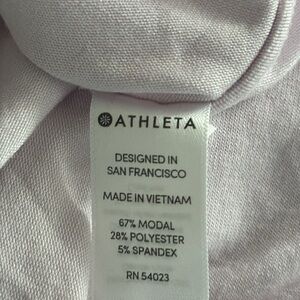 ATHLETA
DESIGNED IN
SAN FRANCISCO
MADE IN VIETNAM
67% MODAL
28% POLYESTER
5% SPANDEX
RN 54023